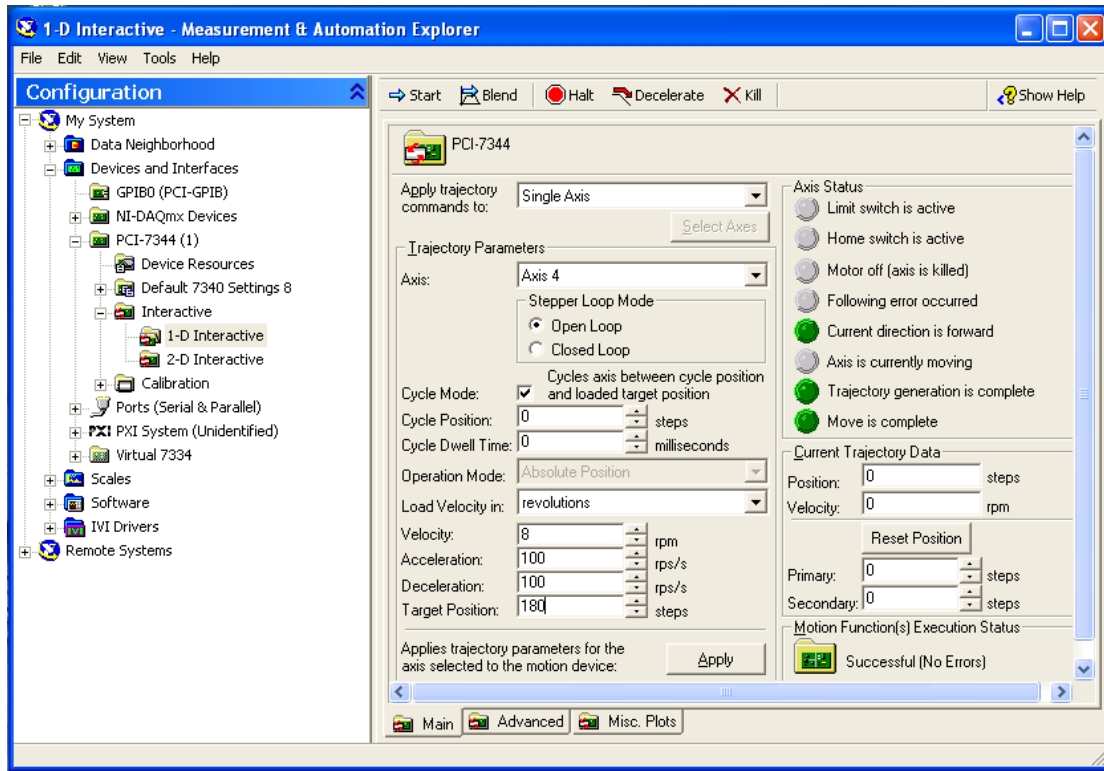 1-D Interactive - Measurement & Automation Explorer
File Edit View Tools Help
Configuration
My System
Data Neighborhood
Devices and Interfaces
GPIB0 (PCI-GPIB)
NI-DAQmx Devices
PCI-7344 (1)
Device Resources
Default 7340 Settings 8
Interactive
1-D Interactive
2-D Interactive
Calibration
Ports (Serial & Parallel)
PXI PXI System (Unidentified)
Virtual 7334
Scales
Software
IVI Drivers
Remote Systems
Start Blend Halt Decelerate Kill Show Help
PCI-7344
Apply trajectory commands to: Single Axis
Select Axes
Trajectory Parameters
Axis: Axis 4
Stepper Loop Mode
Open Loop
Closed Loop
Cycle Mode: Cycles axis between cycle position and loaded target position
Cycle Position: 0 steps
Cycle Dwell Time: 0 milliseconds
Operation Mode: Absolute Position
Load Velocity in: revolutions
Velocity: 8 rpm
Acceleration: 100 rps/s
Deceleration: 100 rps/s
Target Position: 180 steps
Applies trajectory parameters for the axis selected to the motion device: Apply
Axis Status
Limit switch is active
Home switch is active
Motor off (axis is killed)
Following error occurred
Current direction is forward
Axis is currently moving
Trajectory generation is complete
Move is complete
Current Trajectory Data
Position: 0 steps
Velocity: 0 rpm
Reset Position
Primary: 0 steps
Secondary: 0 steps
Motion Function(s) Execution Status
Successful (No Errors)
Main Advanced Misc. Plots